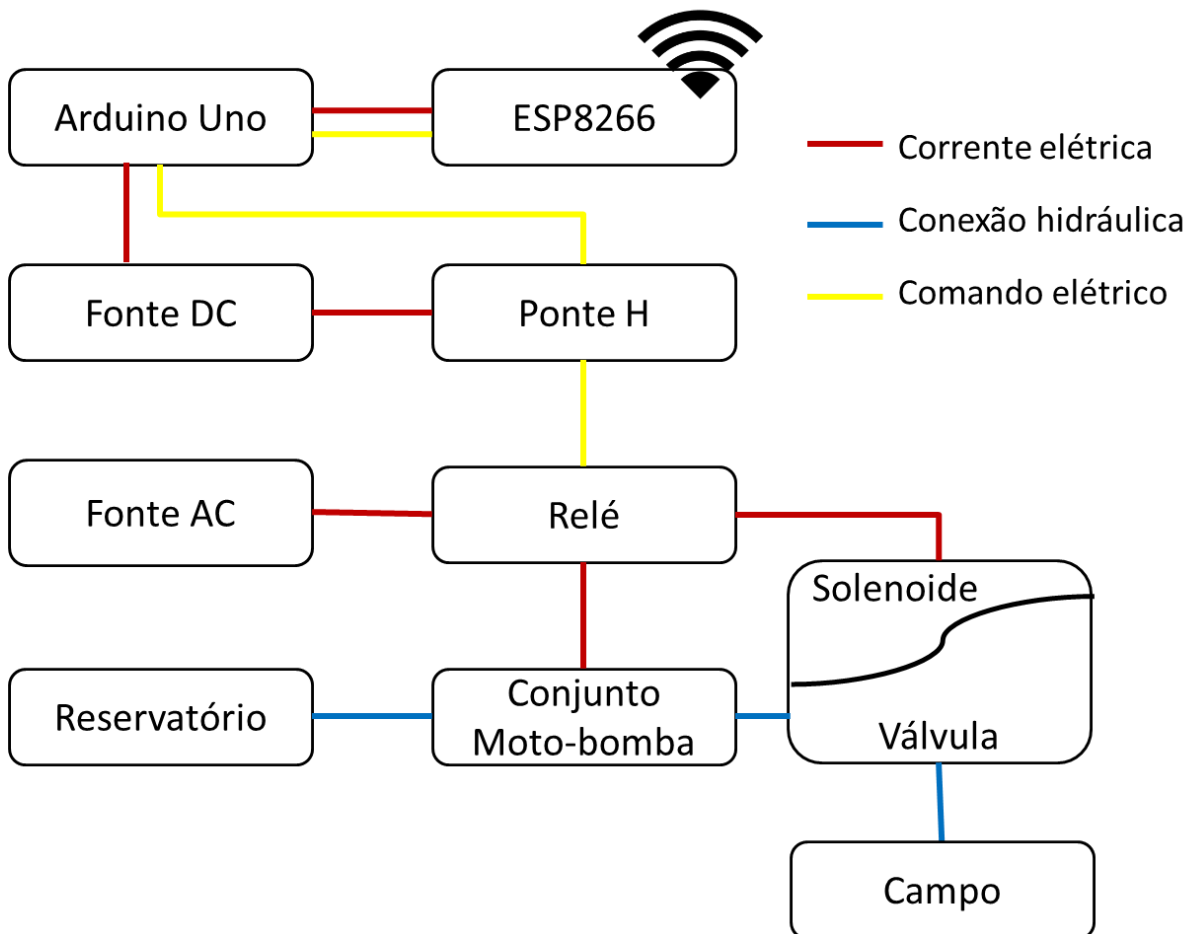 Arduino Uno
ESP8266
Corrente elétrica
Conexão hidráulica
Comando elétrico
Fonte DC
Ponte H
Fonte AC
Relé
Solenoide
Válvula
Reservatório
Conjunto
Moto-bomba
Campo